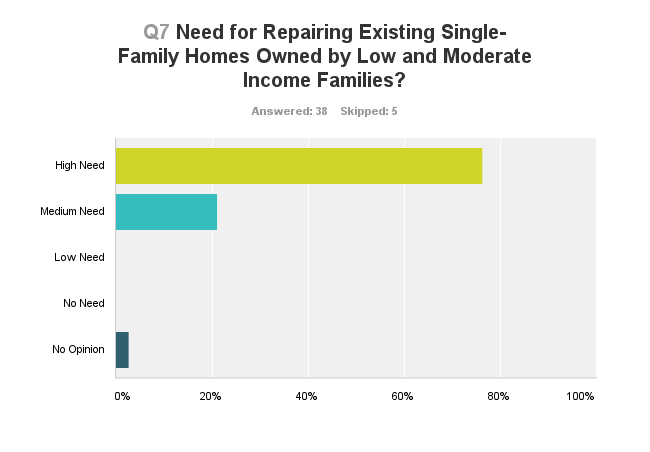 Q7 Need for Repairing Existing Single-
Family Homes Owned by Low and Moderate
Income Families?
Answered: 38 Skipped: 5
High Need
Medium Need
Low Need
No Need
No Opinion
0% 20% 40% 60% 80% 100%